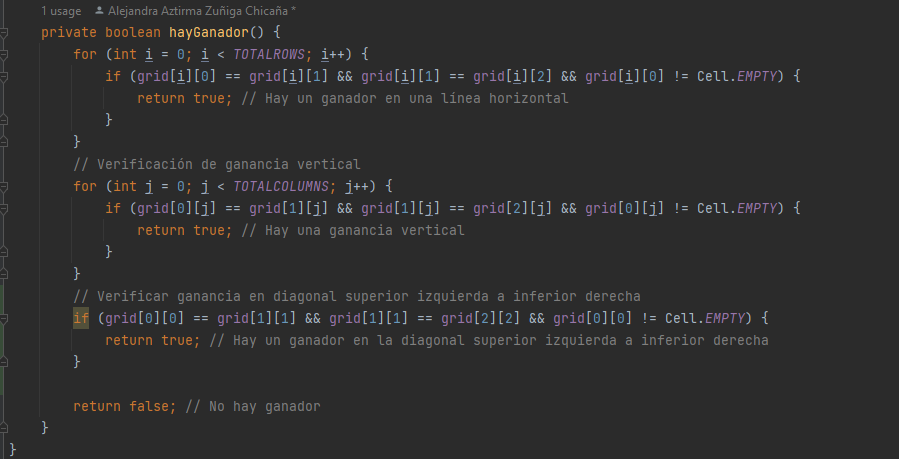 1 usage   Alejandra Aztirma Zuñiga Chicaña *
private boolean hayGanador() {
    for (int i = 0; i < TOTALROWS; i++) {
        if (grid[i][0] == grid[i][1] && grid[i][1] == grid[i][2] && grid[i][0] != Cell.EMPTY) {
            return true; // Hay un ganador en una línea horizontal
        }
    }
    // Verificación de ganancia vertical
    for (int j = 0; j < TOTALCOLUMNS; j++) {
        if (grid[0][j] == grid[1][j] && grid[1][j] == grid[2][j] && grid[0][j] != Cell.EMPTY) {
            return true; // Hay una ganancia vertical
        }
    }
    // Verificar ganancia en diagonal superior izquierda a inferior derecha
    if (grid[0][0] == grid[1][1] && grid[1][1] == grid[2][2] && grid[0][0] != Cell.EMPTY) {
        return true; // Hay un ganador en la diagonal superior izquierda a inferior derecha
    }

    return false; // No hay ganador
}
}